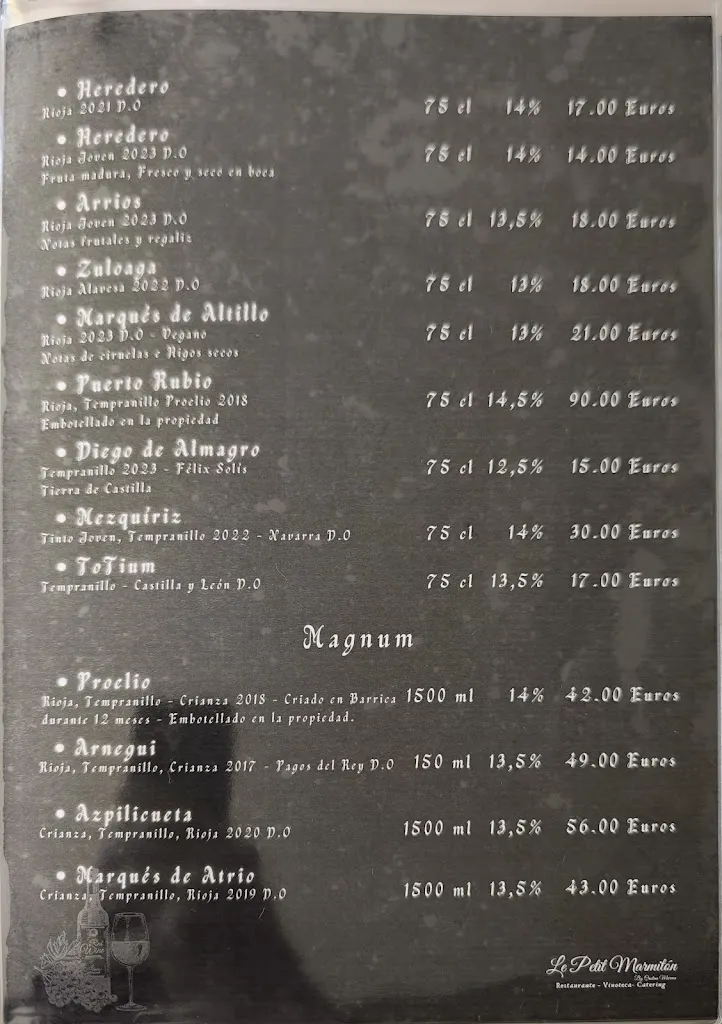 • Heredero
Rioja 2021 D.O 75 cl 14% 17.00 Euros
• Heredero
Rioja Joven 2023 D.O 75 cl 14% 14.00 Euros
Fruta madura, Fresco y seco en boca
• Arrios
Rioja Joven 2023 D.O 75 cl 13,5% 18.00 Euros
Notas frutales y regaliz
• Zuloaga
Rioja Alavesa 2022 D.O 75 cl 13% 18.00 Euros
• Marqués de Altillo
Rioja 2023 D.O - Vegano 75 cl 13% 21.00 Euros
Notas de ciruelas e Higos secos
• Puerto Rubio
Rioja, Tempranillo Proelio 2018 75 cl 14,5% 90.00 Euros
Embotellado en la propiedad
• Diego de Almagro
Tempranillo 2023 - Félix Solís 75 cl 12,5% 15.00 Euros
Tierra de Castilla
• Mezquíriz
Tinto Joven, Tempranillo 2022 - Navarra D.O 75 cl 14% 30.00 Euros
• ToTium
Tempranillo - Castilla y León D.O 75 cl 13,5% 17.00 Euros
Magnum
• Proelio
Rioja, Tempranillo - Crianza 2018 - Criado en Barrica 1500 ml 14% 42.00 Euros
durante 12 meses - Embotellado en la propiedad.
• Arnegui
Rioja, Tempranillo, Crianza 2017 - Pagos del Rey D.O 150 ml 13,5% 49.00 Euros
• Azpilicueta
Crianza, Tempranillo, Rioja 2020 D.O 1500 ml 13,5% 56.00 Euros
• Marqués de Atrio
Crianza, Tempranillo, Rioja 2019 D.O 1500 ml 13,5% 43.00 Euros
Wine
Le Petit Marmitón
Restaurante - Vinoteca- Catering